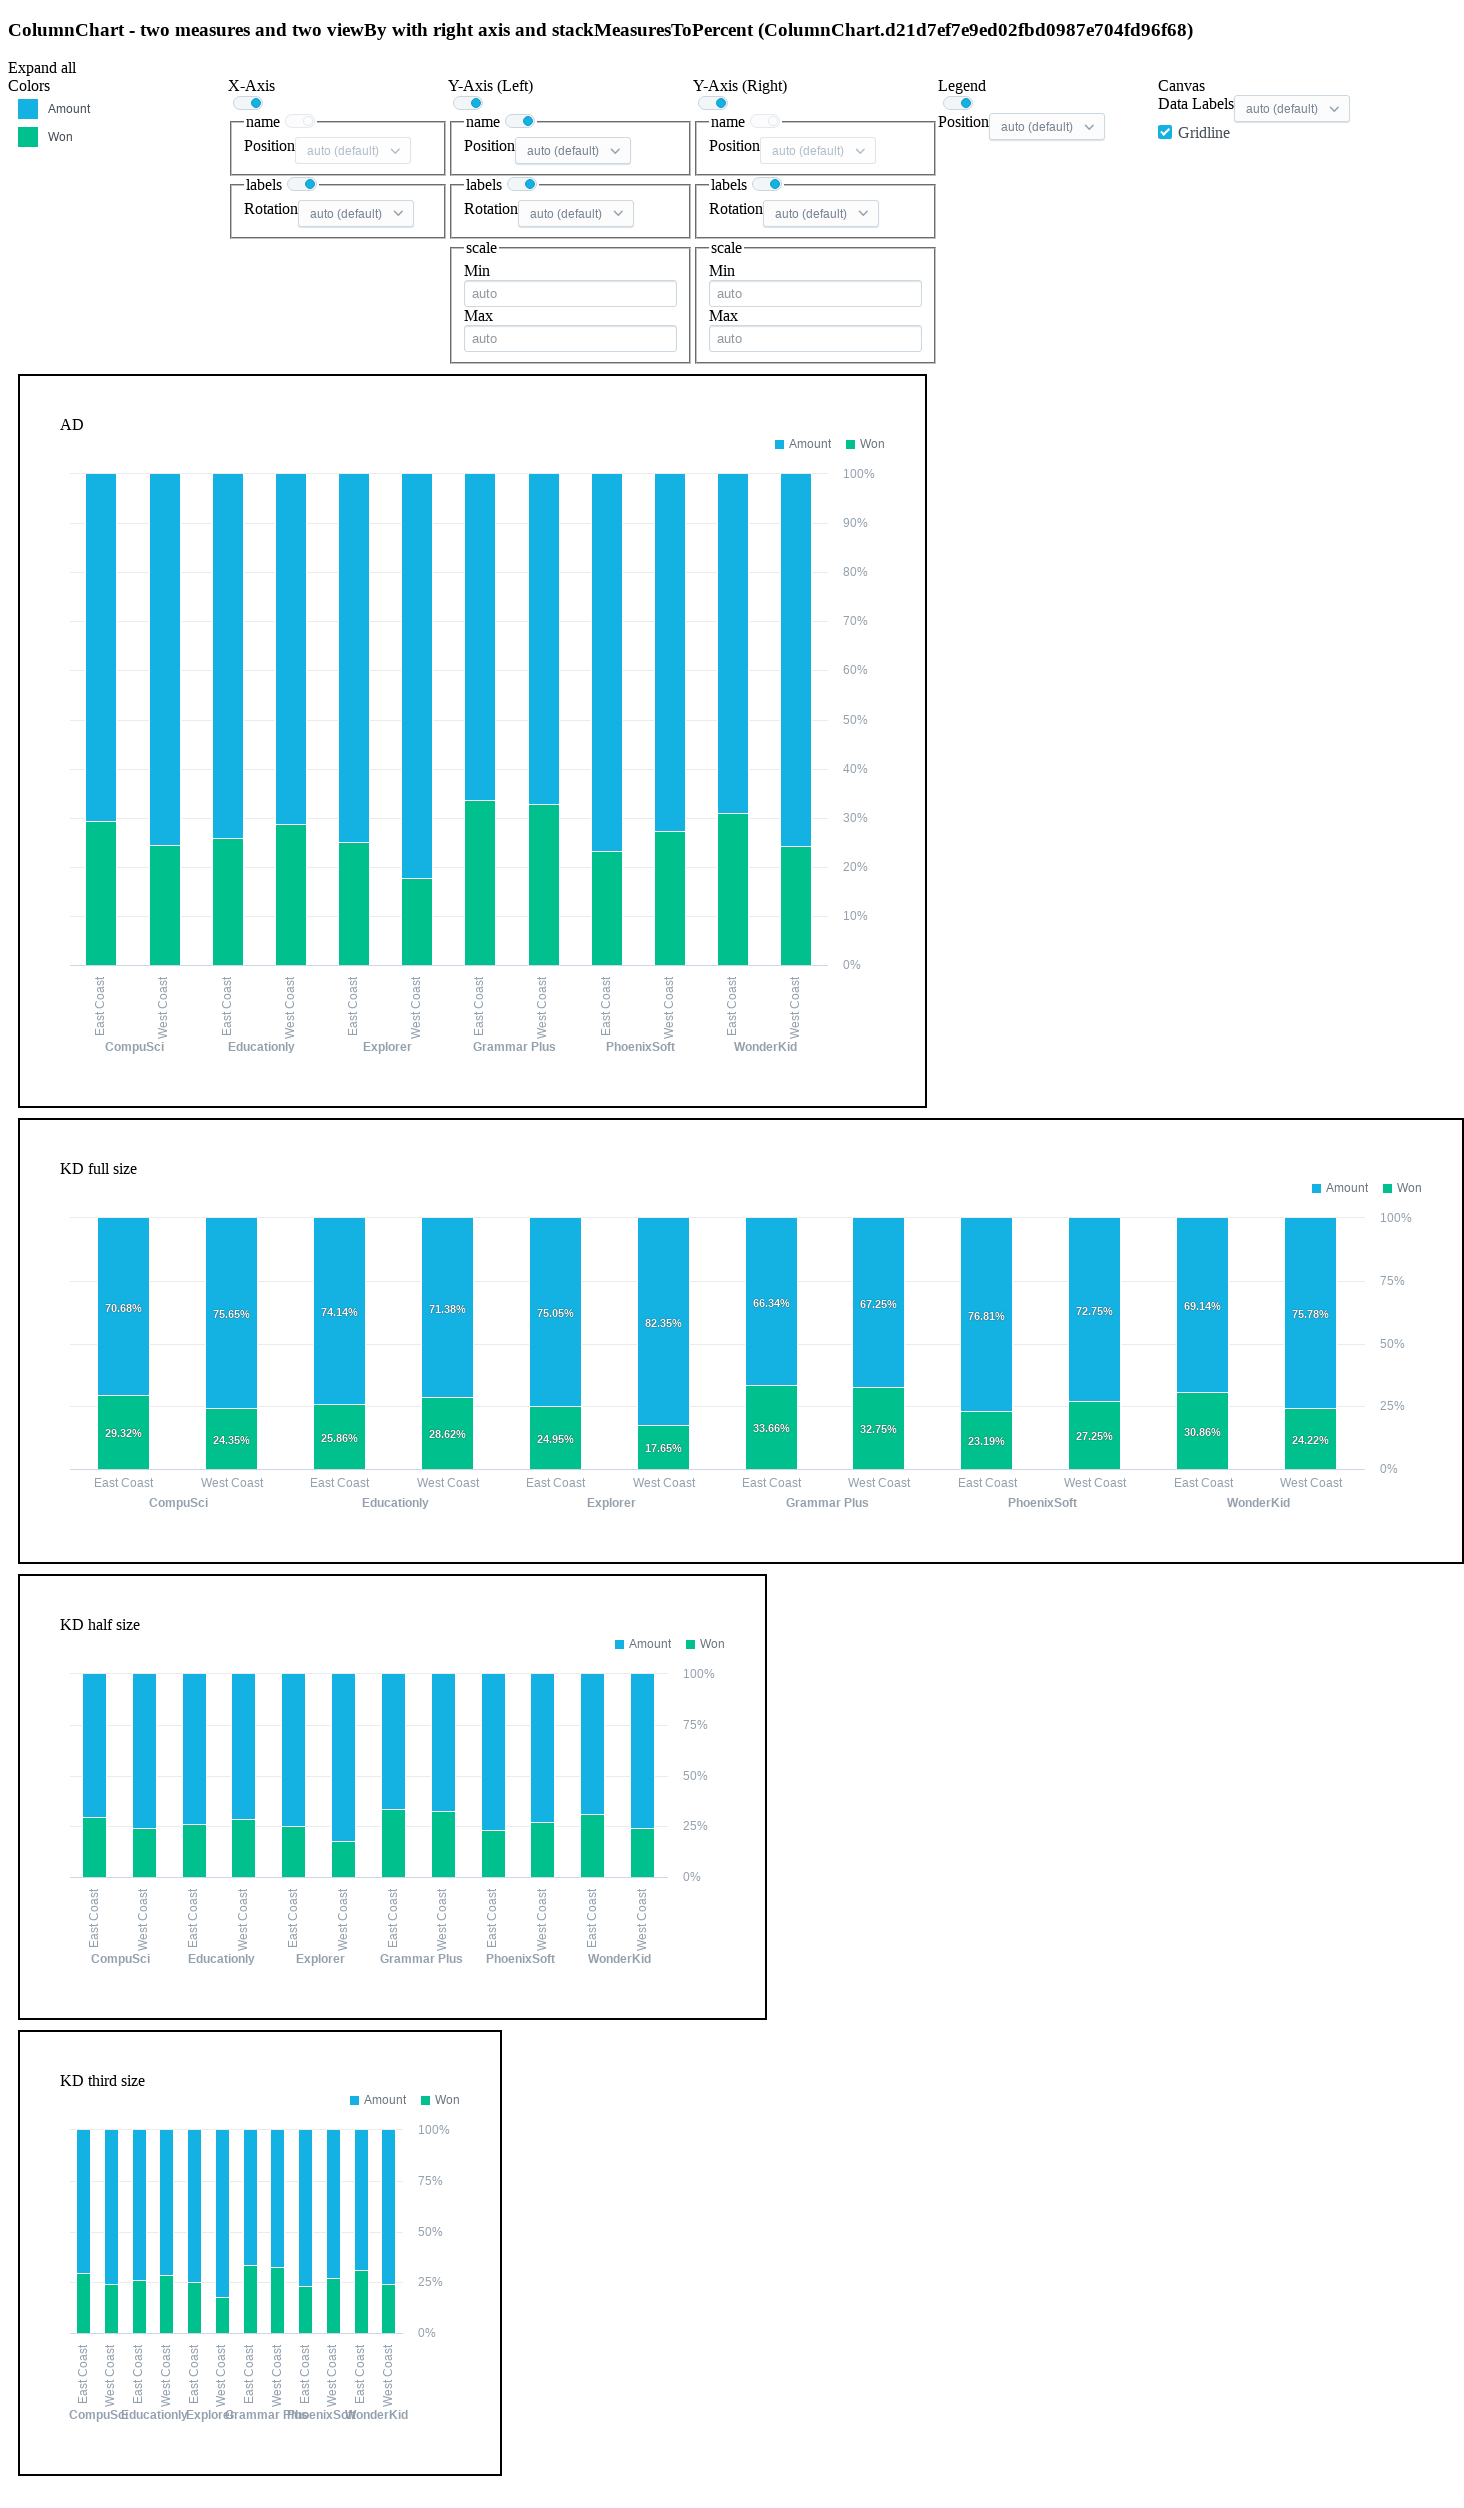 ColumnChart - two measures and two viewBy with right axis and stackMeasuresToPercent (ColumnChart.d21d7ef7e9ed02fbd0987e704fd96f68)
Expand all
Colors
Amount
Won
X-Axis
name
Position auto (default)
labels
Rotation auto (default)
Y-Axis (Left)
name
Position auto (default)
labels
Rotation auto (default)
scale
Min
auto
Max
auto
Y-Axis (Right)
name
Position auto (default)
labels
Rotation auto (default)
scale
Min
auto
Max
auto
Legend
Position auto (default)
Canvas
Data Labels auto (default)
Gridline
AD
Amount Won
100%
90%
80%
70%
60%
50%
40%
30%
20%
10%
0%
East Coast West Coast East Coast West Coast East Coast West Coast East Coast West Coast East Coast West Coast East Coast West Coast
CompuSci Educationly Explorer Grammar Plus PhoenixSoft WonderKid
KD full size
Amount Won
100%
75%
50%
25%
0%
70.68% 75.65% 74.14% 71.38% 75.05% 82.35% 66.34% 67.25% 76.81% 72.75% 69.14% 75.78%
29.32% 24.35% 25.86% 28.62% 24.95% 17.65% 33.66% 32.75% 23.19% 27.25% 30.86% 24.22%
East Coast West Coast East Coast West Coast East Coast West Coast East Coast West Coast East Coast West Coast East Coast West Coast
CompuSci Educationly Explorer Grammar Plus PhoenixSoft WonderKid
KD half size
Amount Won
100%
75%
50%
25%
0%
East Coast West Coast East Coast West Coast East Coast West Coast East Coast West Coast East Coast West Coast East Coast West Coast
CompuSci Educationly Explorer Grammar Plus PhoenixSoft WonderKid
KD third size
Amount Won
100%
75%
50%
25%
0%
East Coast West Coast East Coast West Coast East Coast West Coast East Coast West Coast East Coast West Coast East Coast West Coast
CompuSci Educationly Explorer Grammar Plus PhoenixSoft WonderKid